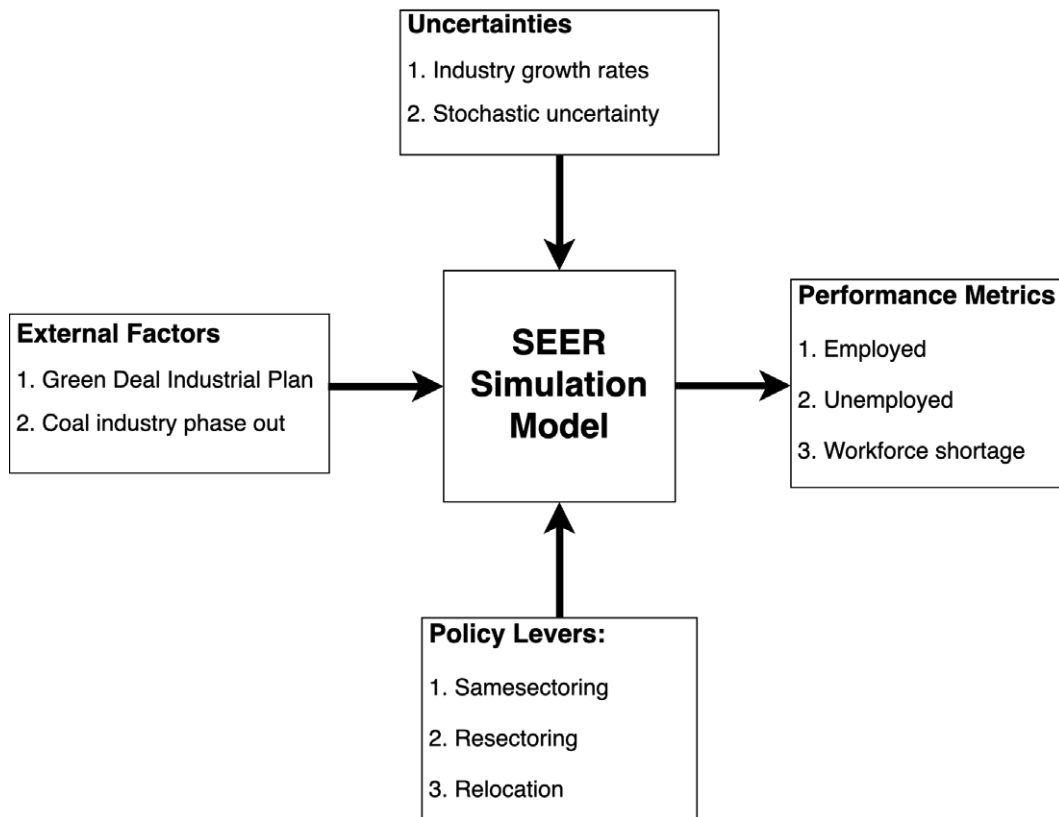 Uncertainties
1. Industry growth rates
2. Stochastic uncertainty
External Factors
1. Green Deal Industrial Plan
2. Coal industry phase out
SEER
Simulation
Model
Performance Metrics
1. Employed
2. Unemployed
3. Workforce shortage
Policy Levers:
1. Samesectoring
2. Resectoring
3. Relocation